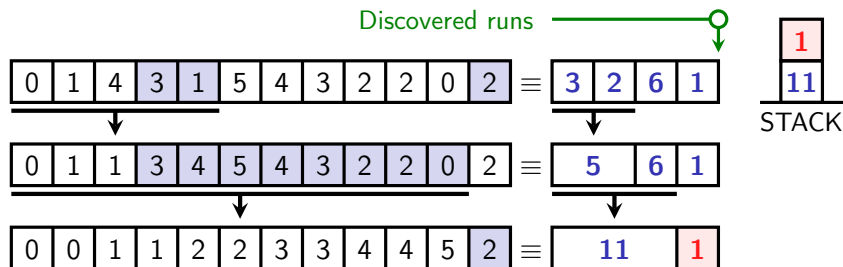 Discovered runs
1
0 1 4 3 1 5 4 3 2 2 0 2 ≡ 3 2 6 1
11
STACK
0 1 1 3 4 5 4 3 2 2 0 2 ≡ 5 6 1
0 0 1 1 2 2 3 3 4 4 5 2 ≡ 11 1